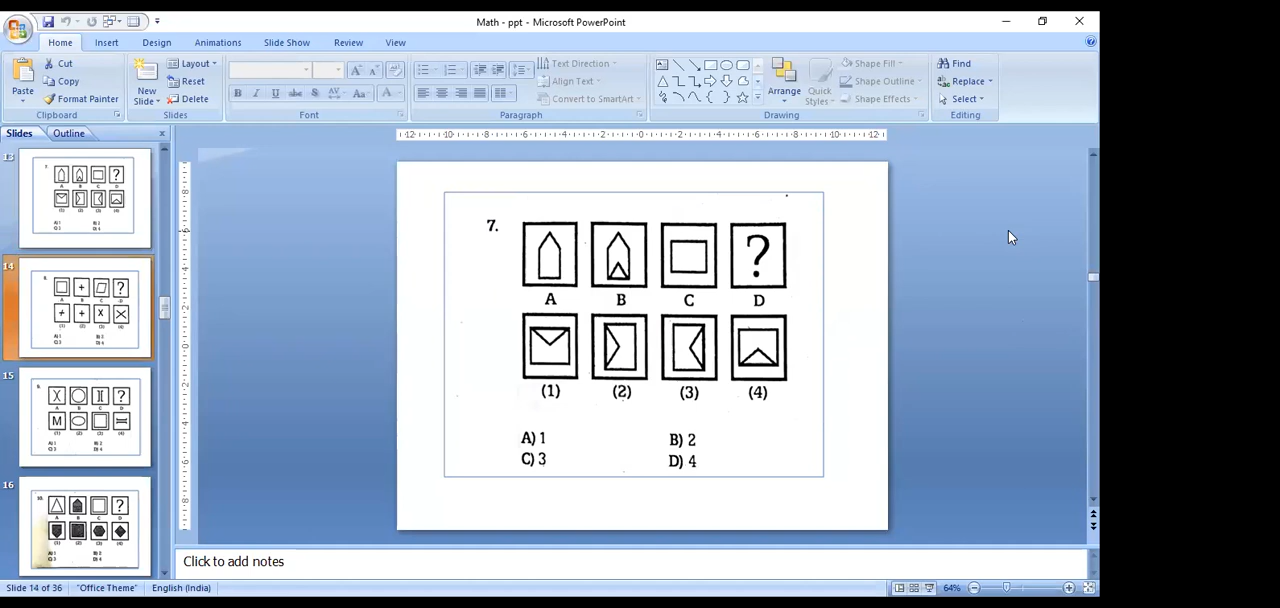 Math - ppt - Microsoft PowerPoint
Home Insert Design Animations Slide Show Review View
Paste
Cut
Copy
Format Painter
Clipboard
New Slide
Layout
Reset
Delete
Slides
B I U abc S AV Aa A
Font
Paragraph
Text Direction
Align Text
Convert to SmartArt
Arrange
Quick Styles
Shape Fill
Shape Outline
Shape Effects
Drawing
Find
Replace
Select
Editing
Slides Outline
13
14
15
16
7.
?
A B C D
(1) (2) (3) (4)
A) 1 B) 2
C) 3 D) 4
Click to add notes
Slide 14 of 36 "Office Theme" English (India) 64%